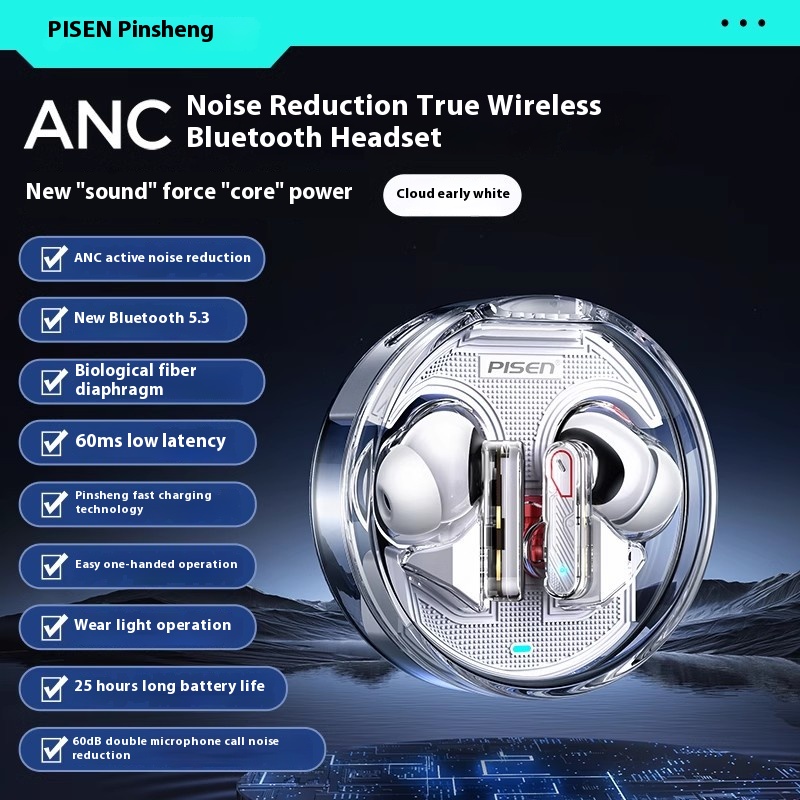 PISEN Pinsheng
ANC
Noise Reduction True Wireless
Bluetooth Headset
New "sound" force "core" power
Cloud early white
ANC active noise reduction
New Bluetooth 5.3
Biological fiber
diaphragm
60ms low latency
Pinsheng fast charging
technology
Easy one-handed operation
Wear light operation
25 hours long battery life
60dB double microphone call noise
reduction
PISEN